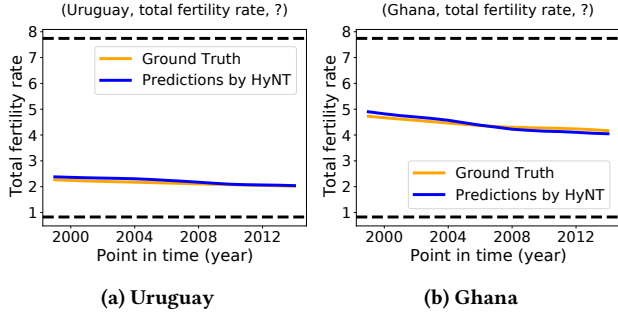 (Uruguay, total fertility rate, ?)
8
7
6
5
4
3
2
1
Total fertility rate
Ground Truth
Predictions by HyNT
2000
2004
2008
2012
Point in time (year)
(a) Uruguay
(Ghana, total fertility rate, ?)
8
7
6
5
4
3
2
1
Total fertility rate
Ground Truth
Predictions by HyNT
2000
2004
2008
2012
Point in time (year)
(b) Ghana